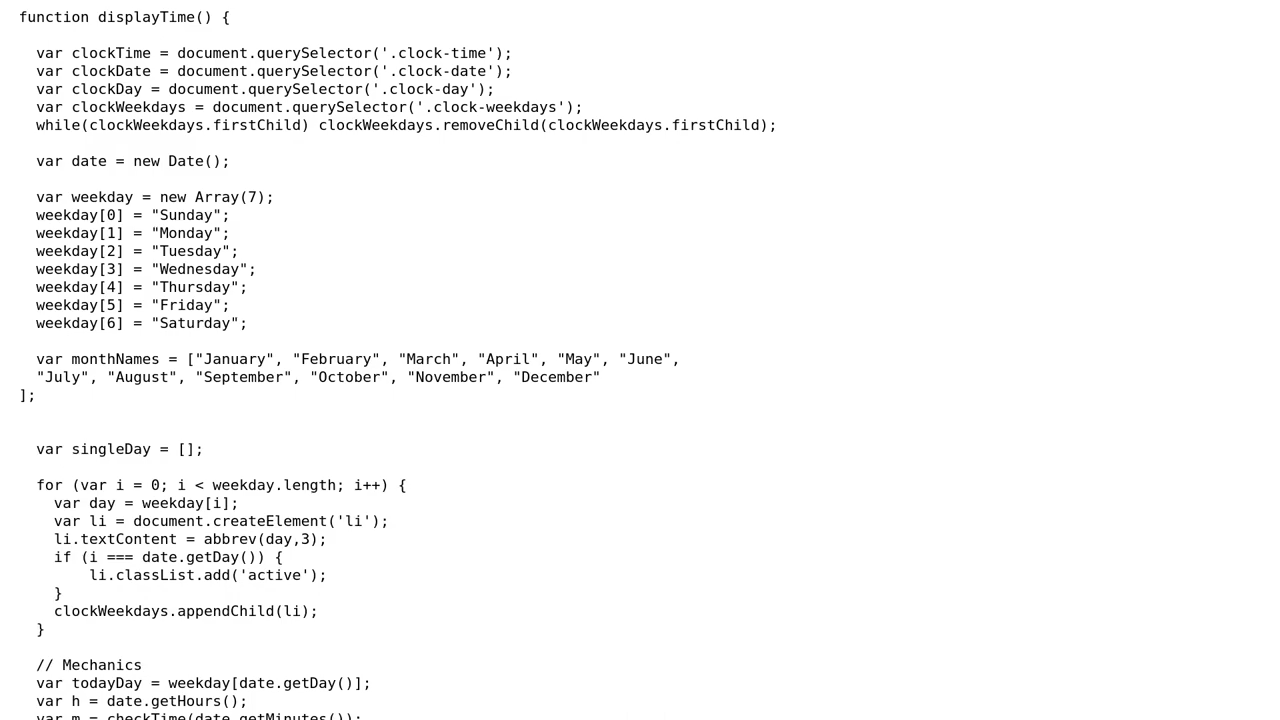 function displayTime() {
var clockTime = document.querySelector('.clock-time');
var clockDate = document.querySelector('.clock-date');
var clockDay = document.querySelector('.clock-day');
var clockWeekdays = document.querySelector('.clock-weekdays');
while(clockWeekdays.firstChild) clockWeekdays.removeChild(clockWeekdays.firstChild);
var date = new Date();
var weekday = new Array(7);
weekday[0] = "Sunday";
weekday[1] = "Monday";
weekday[2] = "Tuesday";
weekday[3] = "Wednesday";
weekday[4] = "Thursday";
weekday[5] = "Friday";
weekday[6] = "Saturday";
var monthNames = ["January", "February", "March", "April", "May", "June",
"July", "August", "September", "October", "November", "December"
];
var singleDay = [];
for (var i = 0; i < weekday.length; i++) {
var day = weekday[i];
var li = document.createElement('li');
li.textContent = abbrev(day,3);
if (i === date.getDay()) {
li.classList.add('active');
}
clockWeekdays.appendChild(li);
}
// Mechanics
var todayDay = weekday[date.getDay()];
var h = date.getHours();
var m = checkTime(date.getMinutes());